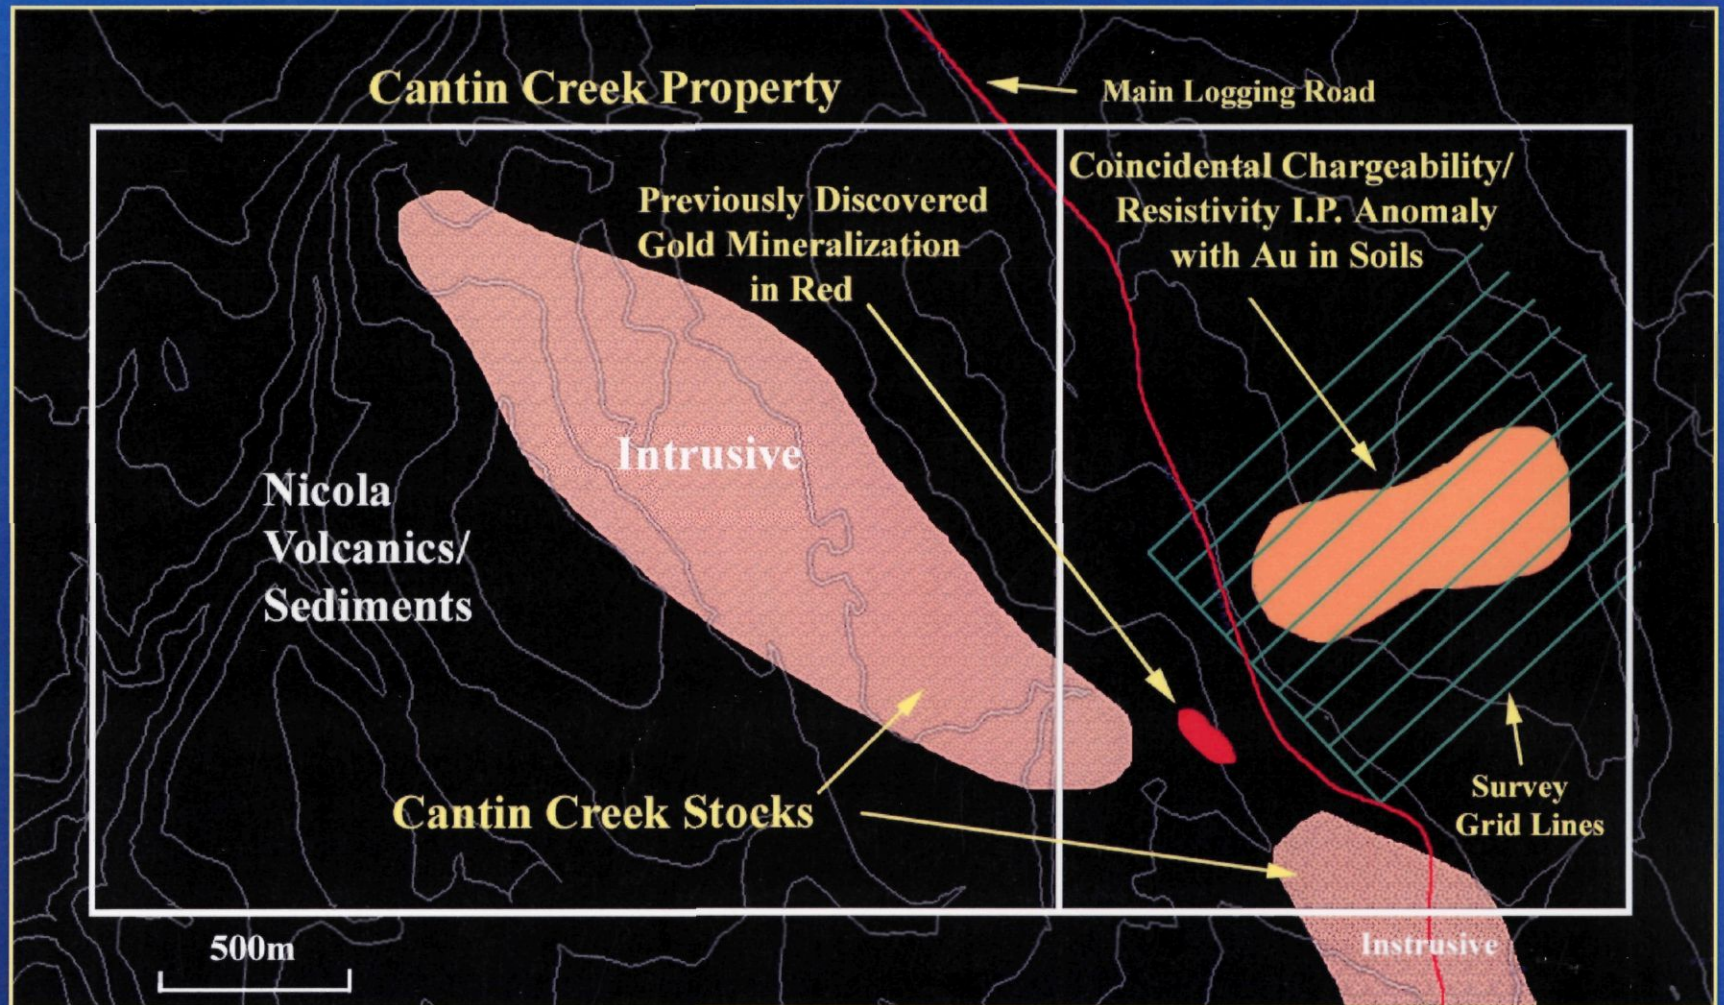 Cantin Creek Property
Main Logging Road
Coincidental Chargeability/
Resistivity I.P. Anomaly
with Au in Soils
Previously Discovered
Gold Mineralization
in Red
Intrusive
Nicola
Volcanics/
Sediments
Cantin Creek Stocks
Survey
Grid Lines
Instrusive
500m